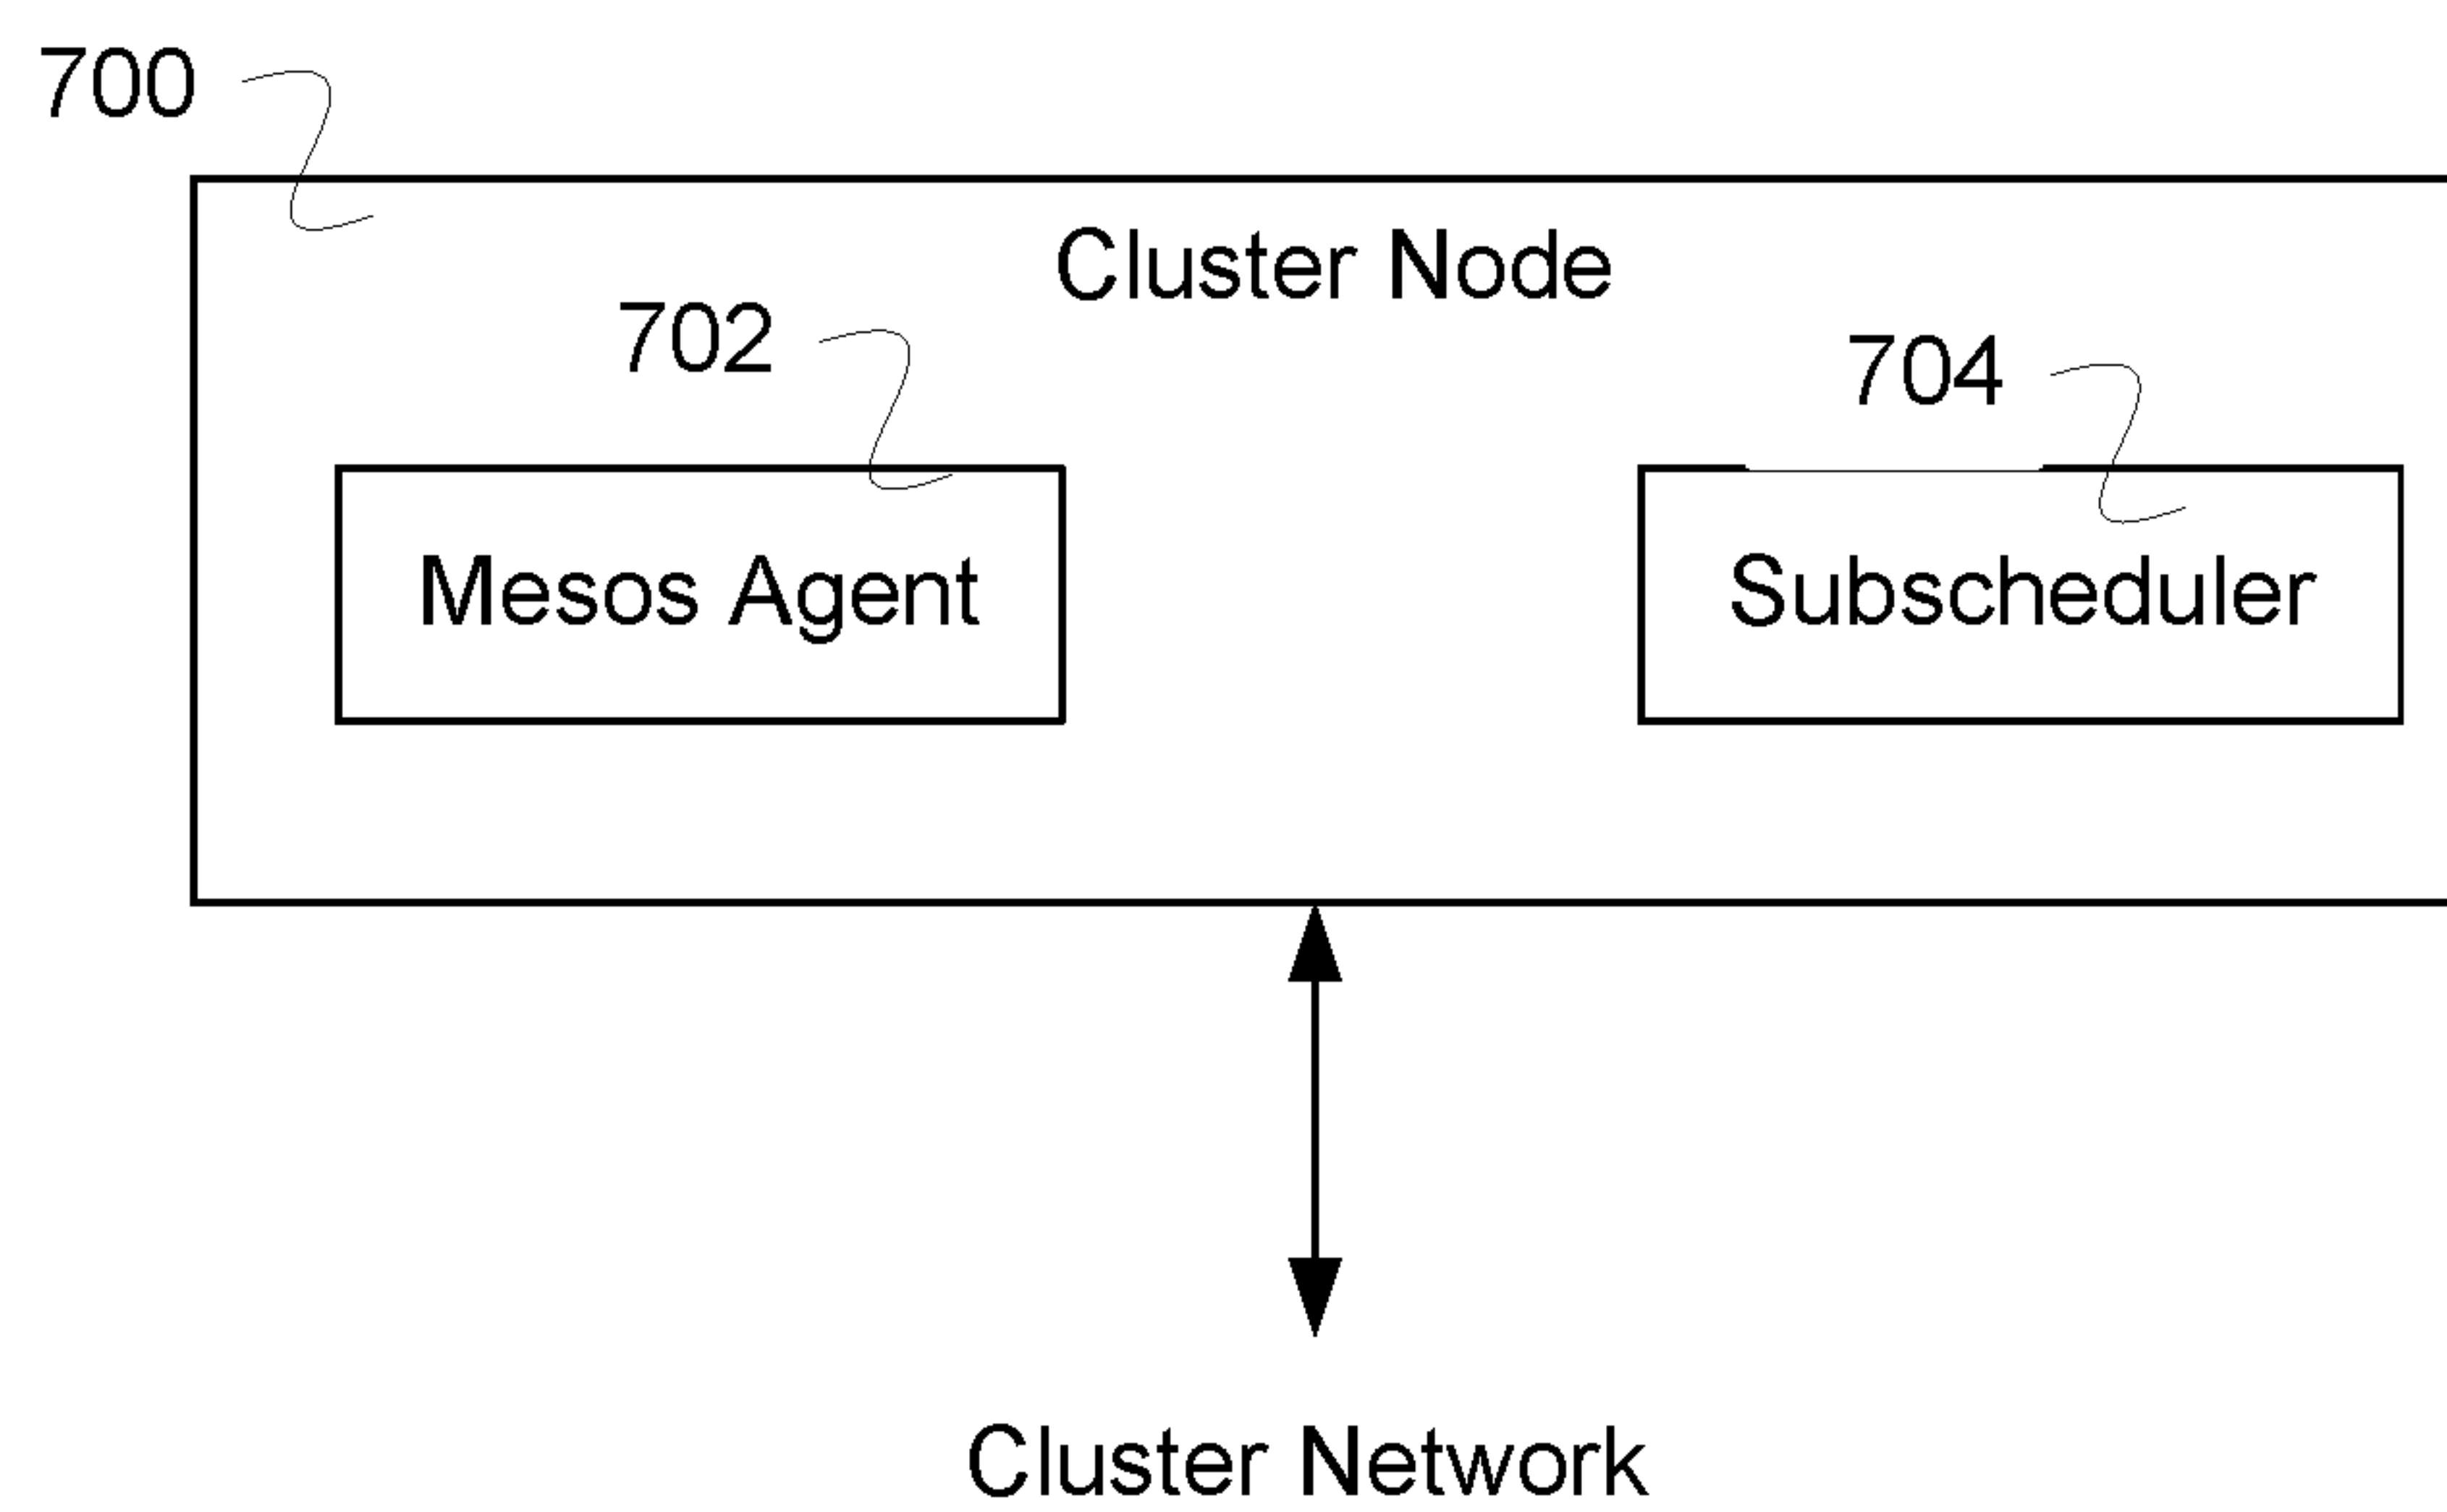 700
Cluster Node
702
704
Mesos Agent
Subscheduler
Cluster Network